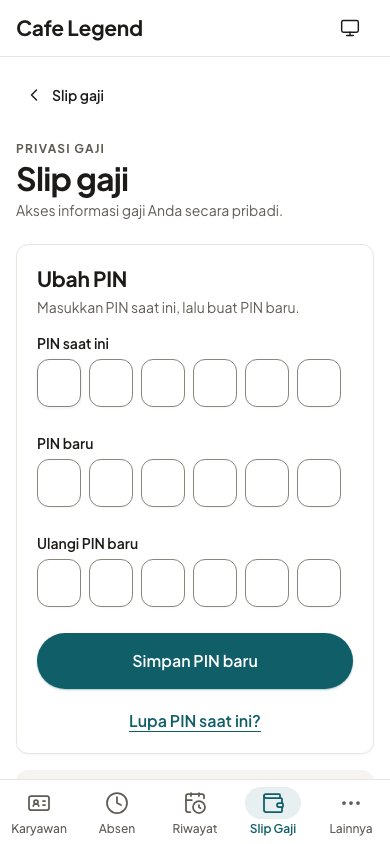 Cafe Legend
Slip gaji
PRIVASI GAJI
Slip gaji
Akses informasi gaji Anda secara pribadi.
Ubah PIN
Masukkan PIN saat ini, lalu buat PIN baru.
PIN saat ini
PIN baru
Ulangi PIN baru
Simpan PIN baru
Lupa PIN saat ini?
Karyawan Absen Riwayat Slip Gaji Lainnya